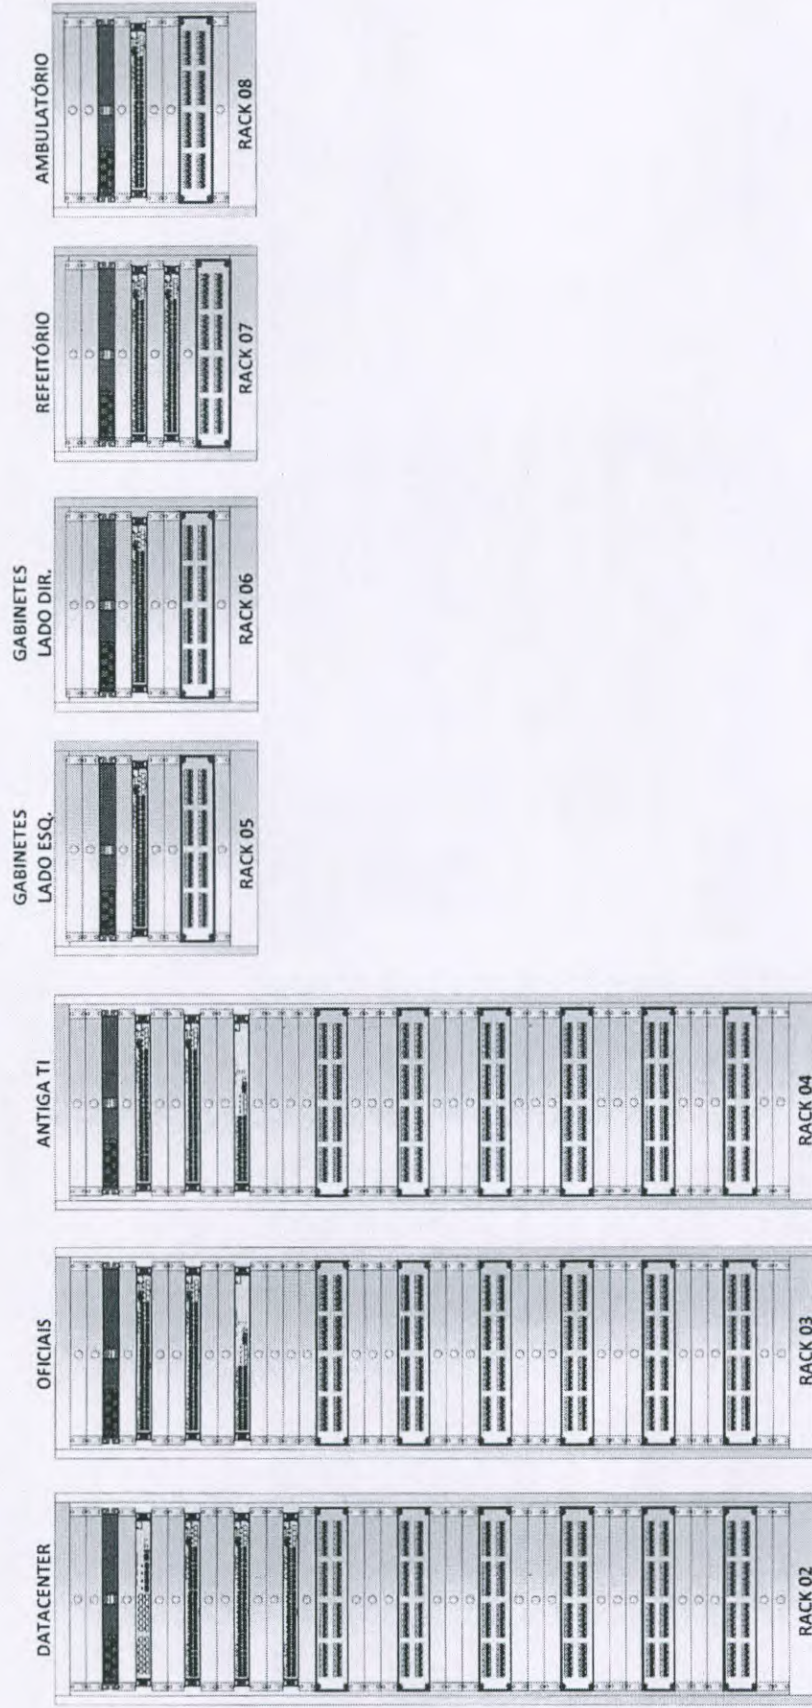 DATACENTER
RACK 02
OFICIAIS
RACK 03
ANTIGA TI
RACK 04
GABINETES
LADO ESQ.
RACK 05
GABINETES
LADO DIR.
RACK 06
REFEITÓRIO
RACK 07
AMBULATÓRIO
RACK 08